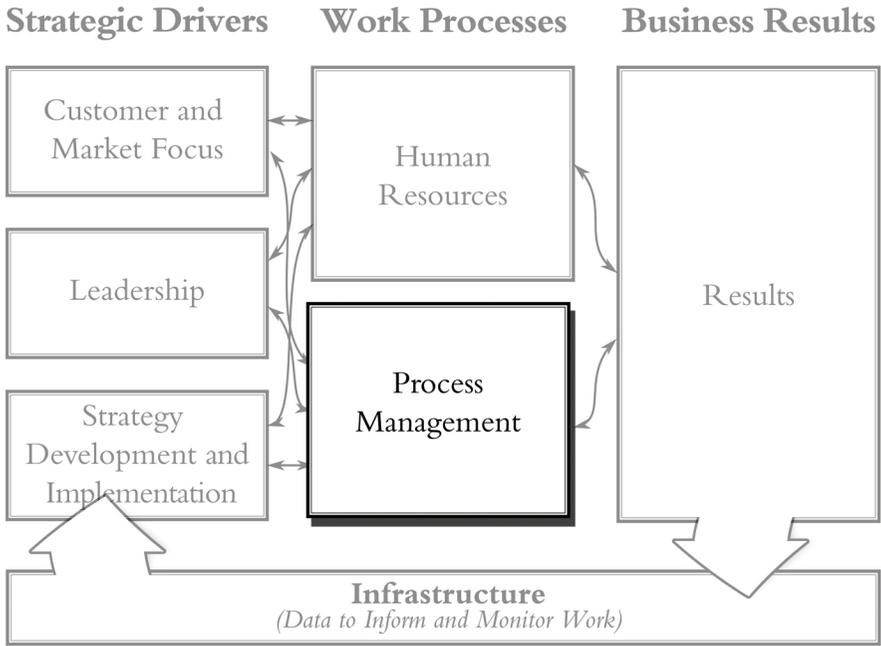 Strategic Drivers
Work Processes
Business Results
Customer and
Market Focus
Leadership
Strategy
Development and
Implementation
Human
Resources
Process
Management
Results
Infrastructure
(Data to Inform and Monitor Work)